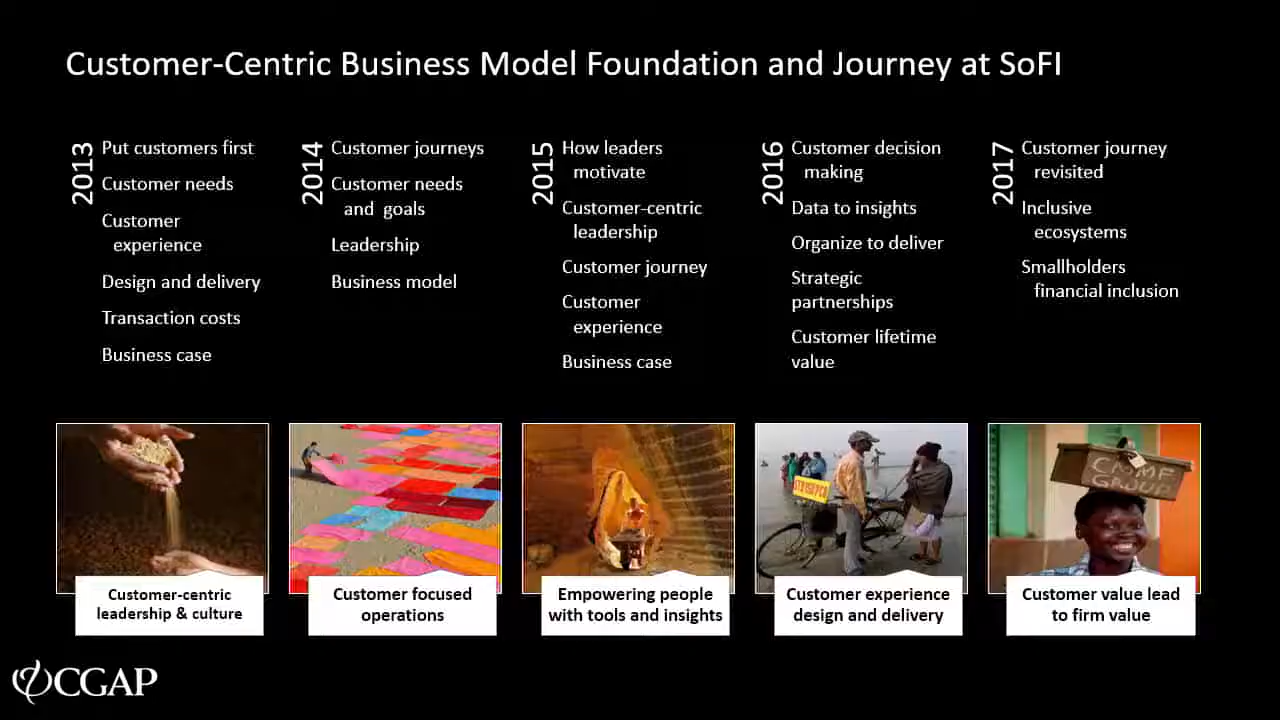 Customer-Centric Business Model Foundation and Journey at SoFI
2013
Put customers first
Customer needs
Customer
experience
Design and delivery
Transaction costs
Business case
2014
Customer journeys
Customer needs
and goals
Leadership
Business model
2015
How leaders
motivate
Customer-centric
leadership
Customer journey
Customer
experience
Business case
2016
Customer decision
making
Data to insights
Organize to deliver
Strategic
partnerships
Customer lifetime
value
2017
Customer journey
revisited
Inclusive
ecosystems
Smallholders
financial inclusion
GROUP
Customer-centric
leadership & culture
Customer focused
operations
Empowering people
with tools and insights
Customer experience
design and delivery
Customer value lead
to firm value
CGAP